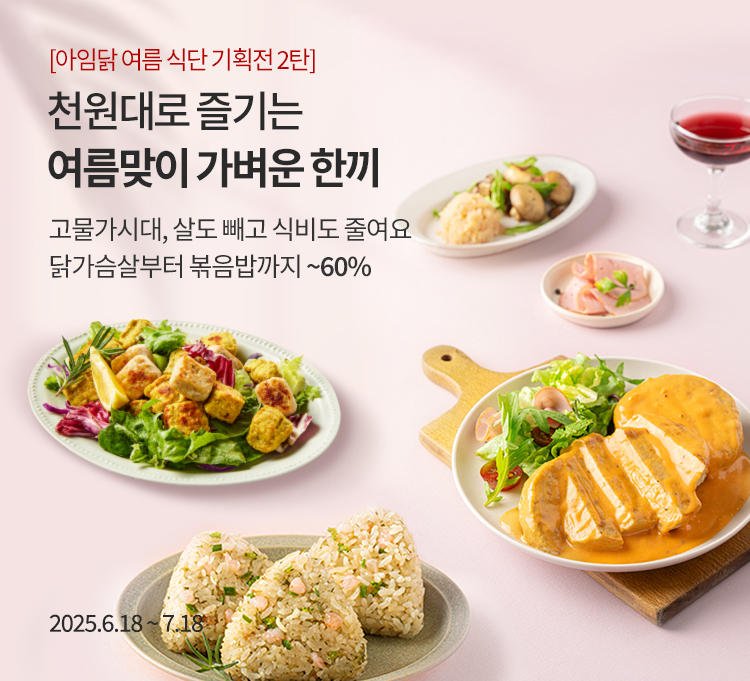 [아임닭 여름 식단 기획전 2탄]
천원대로 즐기는
여름맞이 가벼운 한끼
고물가시대, 살도 빼고 식비도 줄여요
닭가슴살부터 볶음밥까지 ~60%
2025.6.18 ~ 7.18